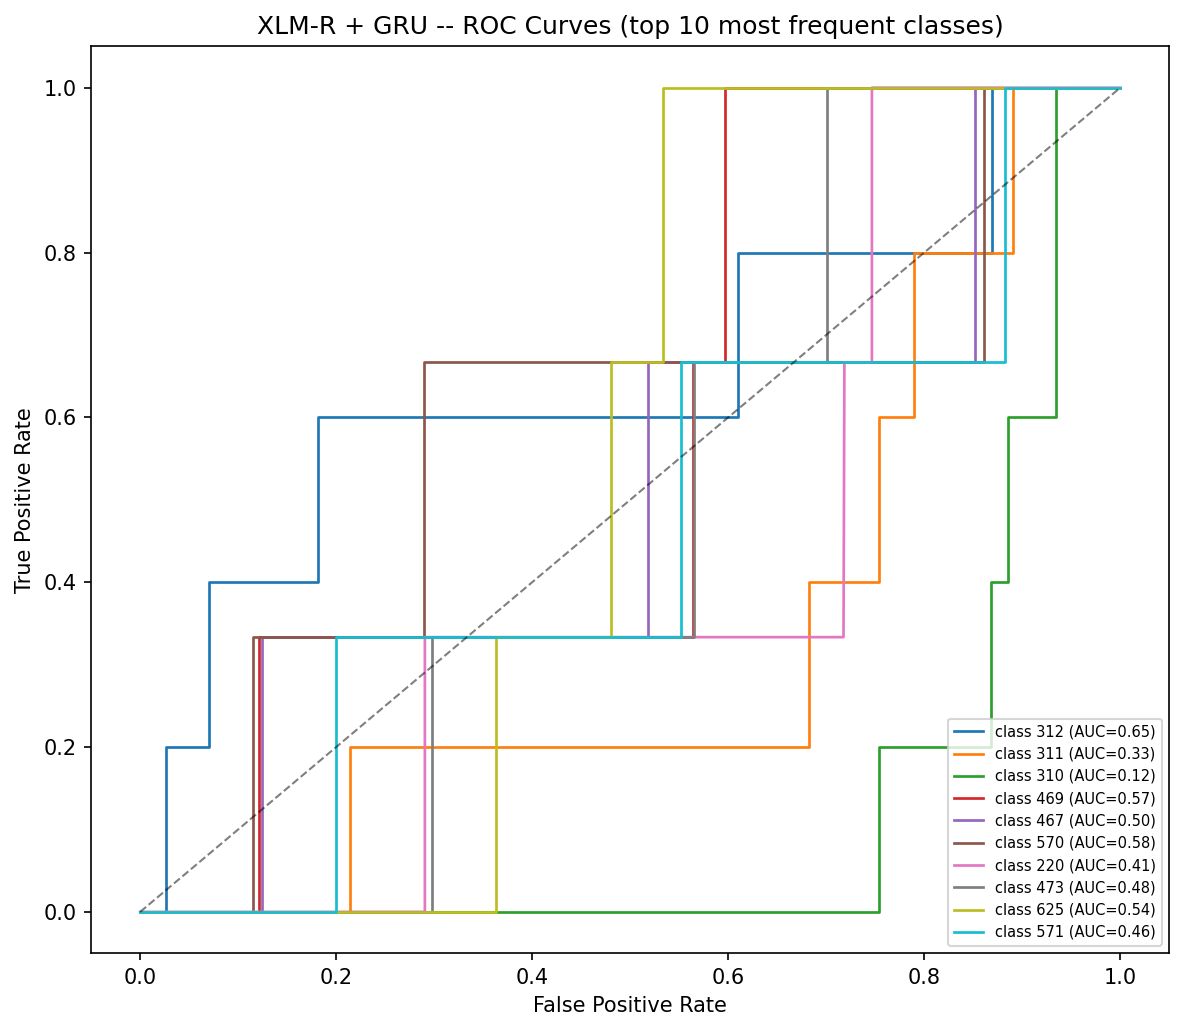 XLM-R + GRU -- ROC Curves (top 10 most frequent classes)
True Positive Rate
1.0
0.8
0.6
0.4
0.2
0.0
class 312 (AUC=0.65)
class 311 (AUC=0.33)
class 310 (AUC=0.12)
class 469 (AUC=0.57)
class 467 (AUC=0.50)
class 570 (AUC=0.58)
class 220 (AUC=0.41)
class 473 (AUC=0.48)
class 625 (AUC=0.54)
class 571 (AUC=0.46)
0.0 0.2 0.4 0.6 0.8 1.0
False Positive Rate